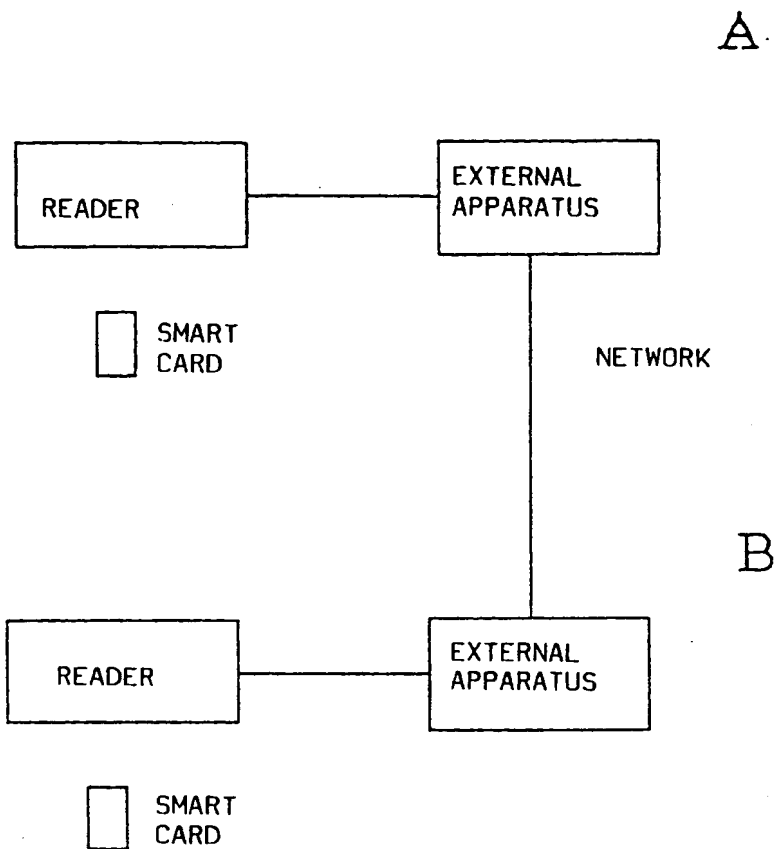 A
READER
EXTERNAL
APPARATUS
SMART
CARD
NETWORK
B
READER
EXTERNAL
APPARATUS
SMART
CARD